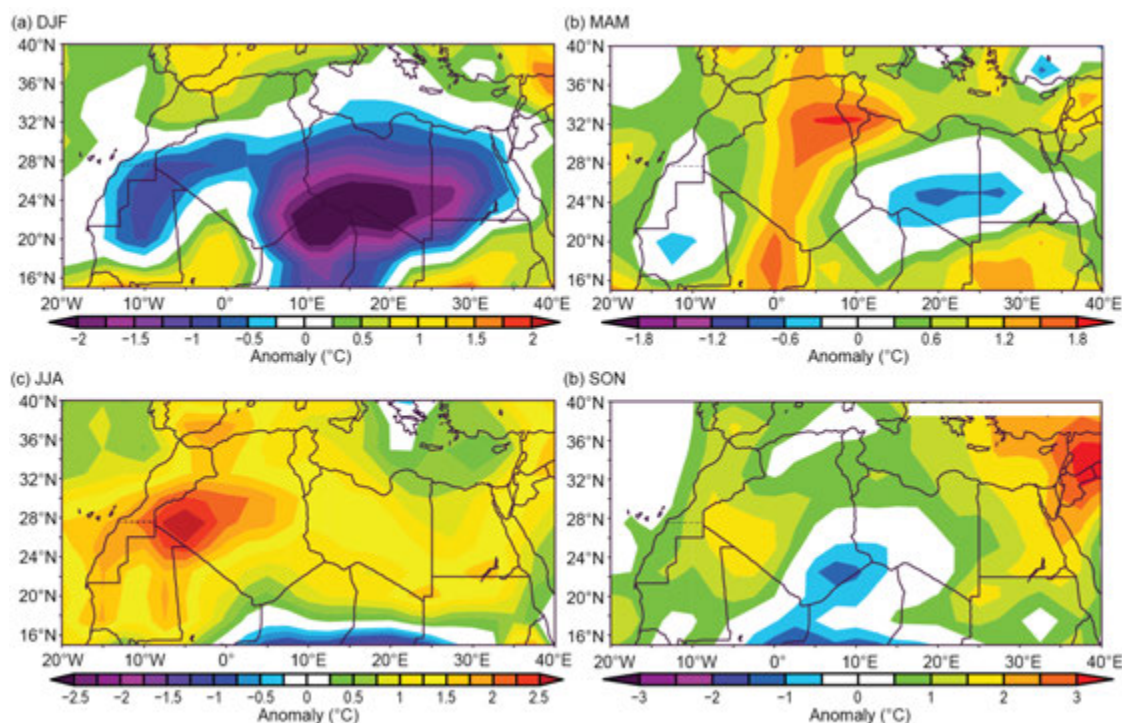 (a) DJF
40°N
36°N
32°N
28°N
24°N
20°N
16°N
20°W 10°W 0° 10°E 20°E 30°E 40°E
−2 −1.5 −1 −0.5 0 0.5 1 1.5 2
Anomaly (°C)
(b) MAM
40°N
36°N
32°N
28°N
24°N
20°N
16°N
20°W 10°W 0° 10°E 20°E 30°E 40°E
−1.8 −1.2 −0.6 0 0.6 1.2 1.8
Anomaly (°C)
(c) JJA
40°N
36°N
32°N
28°N
24°N
20°N
16°N
20°W 10°W 0° 10°E 20°E 30°E 40°E
−2.5 −2 −1.5 −1 −0.5 0 0.5 1 1.5 2 2.5
Anomaly (°C)
(b) SON
40°N
36°N
32°N
28°N
24°N
20°N
16°N
20°W 10°W 0° 10°E 20°E 30°E 40°E
−3 −2 −1 0 1 2 3
Anomaly (°C)